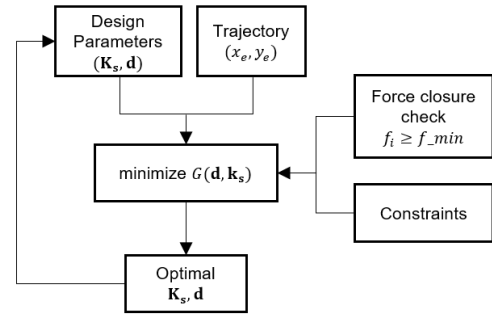 Design
Parameters
(𝐊ₛ, 𝐝)
Trajectory
(𝑥ₑ, 𝑦ₑ)
Force closure
check
𝑓ᵢ ≥ 𝑓_𝑚𝑖𝑛
minimize 𝐺(𝐝, 𝐤ₛ)
Constraints
Optimal
𝐊ₛ, 𝐝